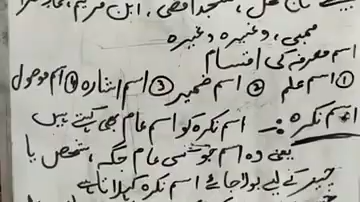 تاج محل، مسجد اقصٰی، ابن مریم،
ممبئی، وغیرہ وغیرہ
اسم معرفہ کی اقسام
① اسم علم ② اسم ضمیر ③ اسم اشارہ ④ اسم موصول
اسم نکرہ :- اسم نکرہ کو اسم عام بھی کہتے ہیں
یعنی وہ اسم جو کسی عام جگہ، شخص یا
چیز کے لیے بولا جائے اسم نکرہ کہلاتا ہے